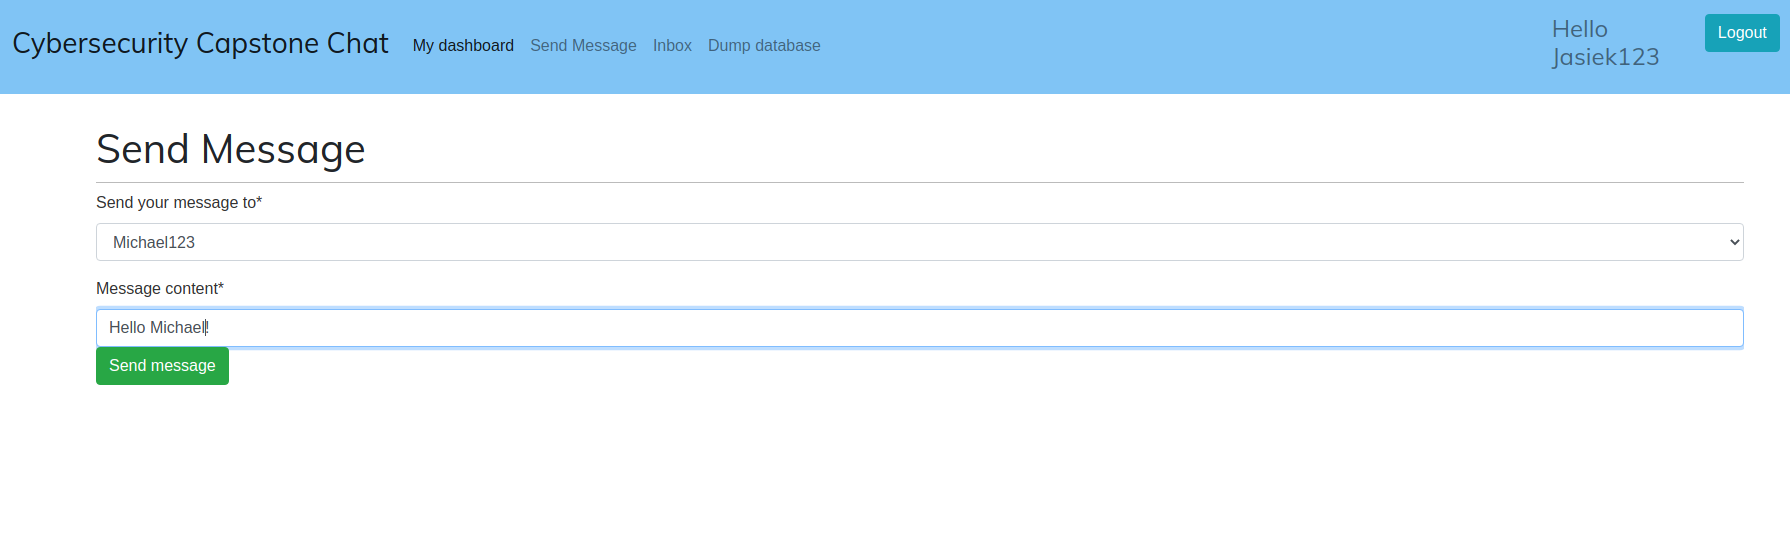 Cybersecurity Capstone Chat My dashboard Send Message Inbox Dump database
Hello
Jasiek123
Logout
Send Message
Send your message to*
Michael123
Message content*
Hello Michael!
Send message